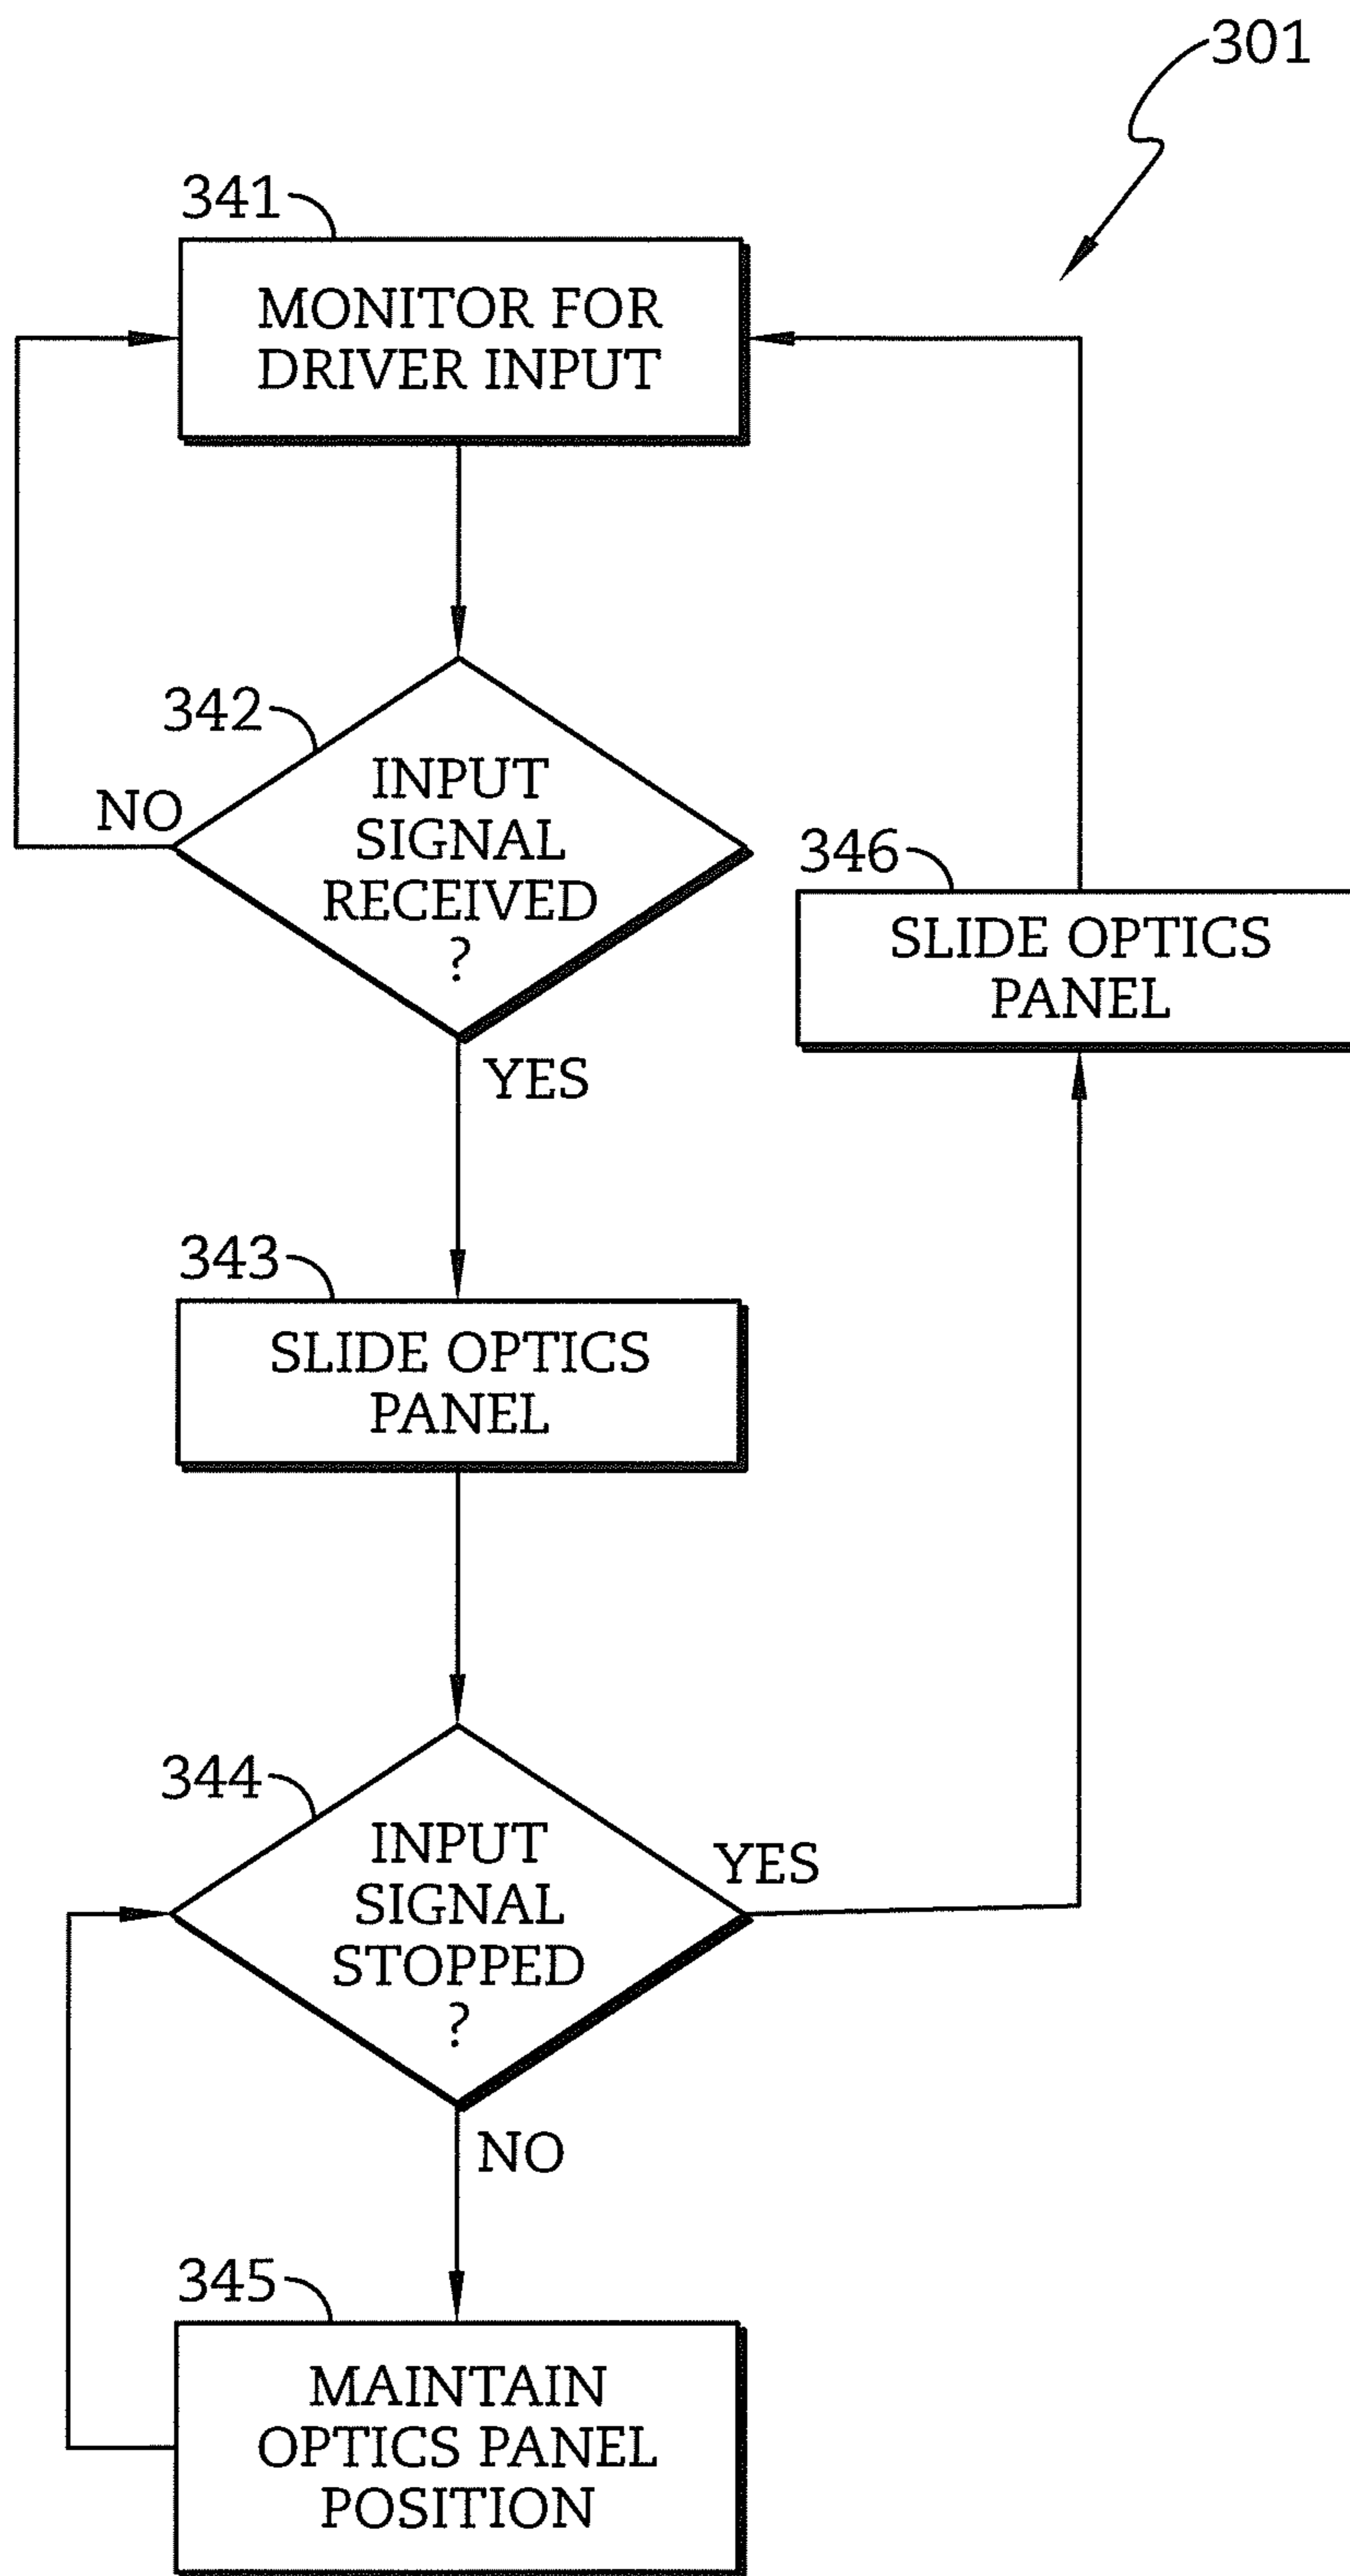 301
341
MONITOR FOR
DRIVER INPUT
342
INPUT
SIGNAL
RECEIVED
?
NO
YES
346
SLIDE OPTICS
PANEL
343
SLIDE OPTICS
PANEL
344
INPUT
SIGNAL
STOPPED
?
YES
NO
345
MAINTAIN
OPTICS PANEL
POSITION